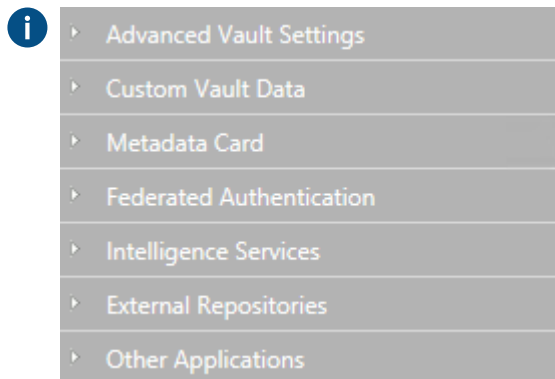 i
Advanced Vault Settings
Custom Vault Data
Metadata Card
Federated Authentication
Intelligence Services
External Repositories
Other Applications